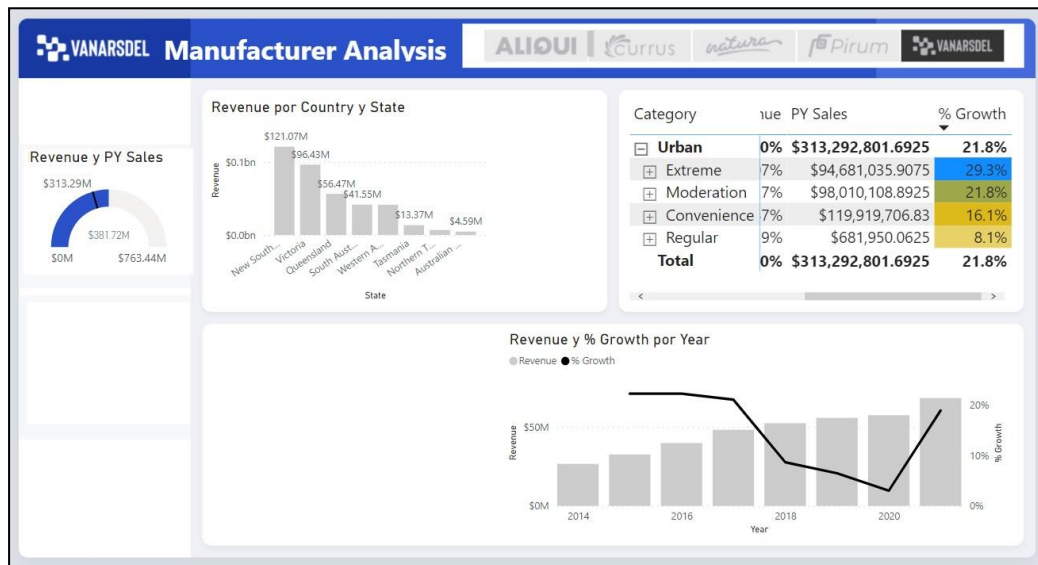 VANARSDEL Manufacturer Analysis
ALIQUI Currus natura Pirum VANARSDEL
Revenue y PY Sales
$313.29M
$381.72M
$0M $763.44M
Revenue por Country y State
$121.07M
$96.43M
$56.47M
$41.55M
$13.37M
$4.59M
$0.1bn
$0.0bn
Revenue
New South... Victoria Queensland South Aust... Western A... Tasmania Northern T... Australian ...
State
Category nue PY Sales % Growth
Urban 0% $313,292,801.6925 21.8%
Extreme 7% $94,681,035.9075 29.3%
Moderation 7% $98,010,108.8925 21.8%
Convenience 7% $119,919,706.83 16.1%
Regular 9% $681,950.0625 8.1%
Total 0% $313,292,801.6925 21.8%
Revenue y % Growth por Year
Revenue % Growth
$50M
$0M
Revenue
20%
10%
0%
% Growth
2014 2016 2018 2020
Year